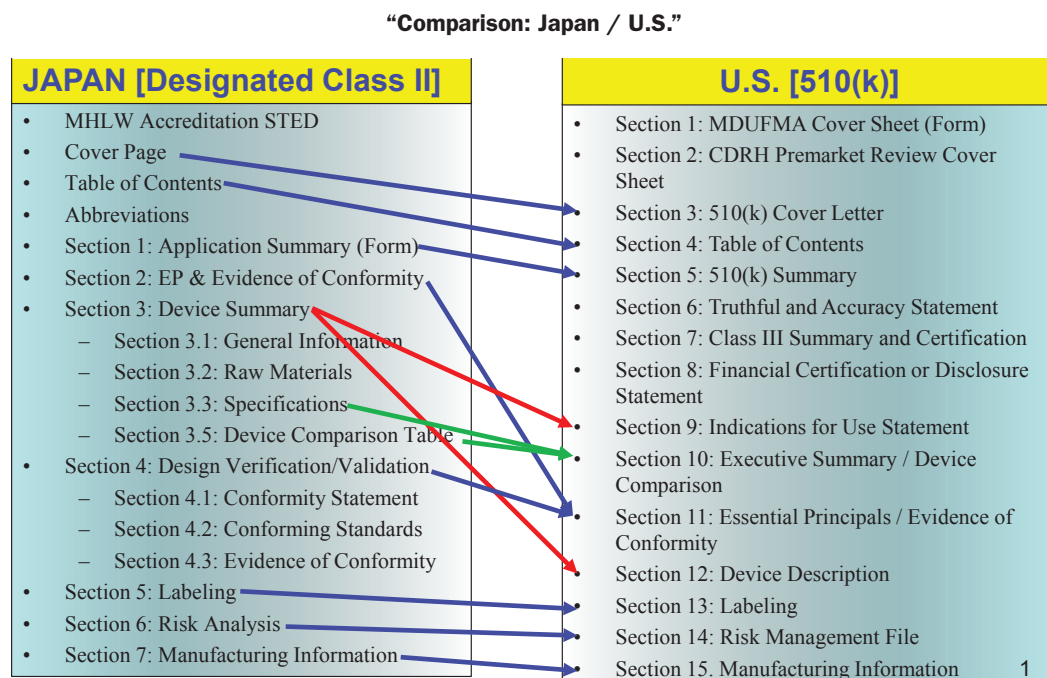 “Comparison: Japan / U.S.”
JAPAN [Designated Class II]
• MHLW Accreditation STED
• Cover Page
• Table of Contents
• Abbreviations
• Section 1: Application Summary (Form)
• Section 2: EP & Evidence of Conformity
• Section 3: Device Summary
– Section 3.1: General Information
– Section 3.2: Raw Materials
– Section 3.3: Specifications
– Section 3.5: Device Comparison Table
• Section 4: Design Verification/Validation
– Section 4.1: Conformity Statement
– Section 4.2: Conforming Standards
– Section 4.3: Evidence of Conformity
• Section 5: Labeling
• Section 6: Risk Analysis
• Section 7: Manufacturing Information
U.S. [510(k)]
• Section 1: MDUFMA Cover Sheet (Form)
• Section 2: CDRH Premarket Review Cover
Sheet
• Section 3: 510(k) Cover Letter
• Section 4: Table of Contents
• Section 5: 510(k) Summary
• Section 6: Truthful and Accuracy Statement
• Section 7: Class III Summary and Certification
• Section 8: Financial Certification or Disclosure
Statement
• Section 9: Indications for Use Statement
• Section 10: Executive Summary / Device
Comparison
• Section 11: Essential Principals / Evidence of
Conformity
• Section 12: Device Description
• Section 13: Labeling
• Section 14: Risk Management File
• Section 15. Manufacturing Information
1